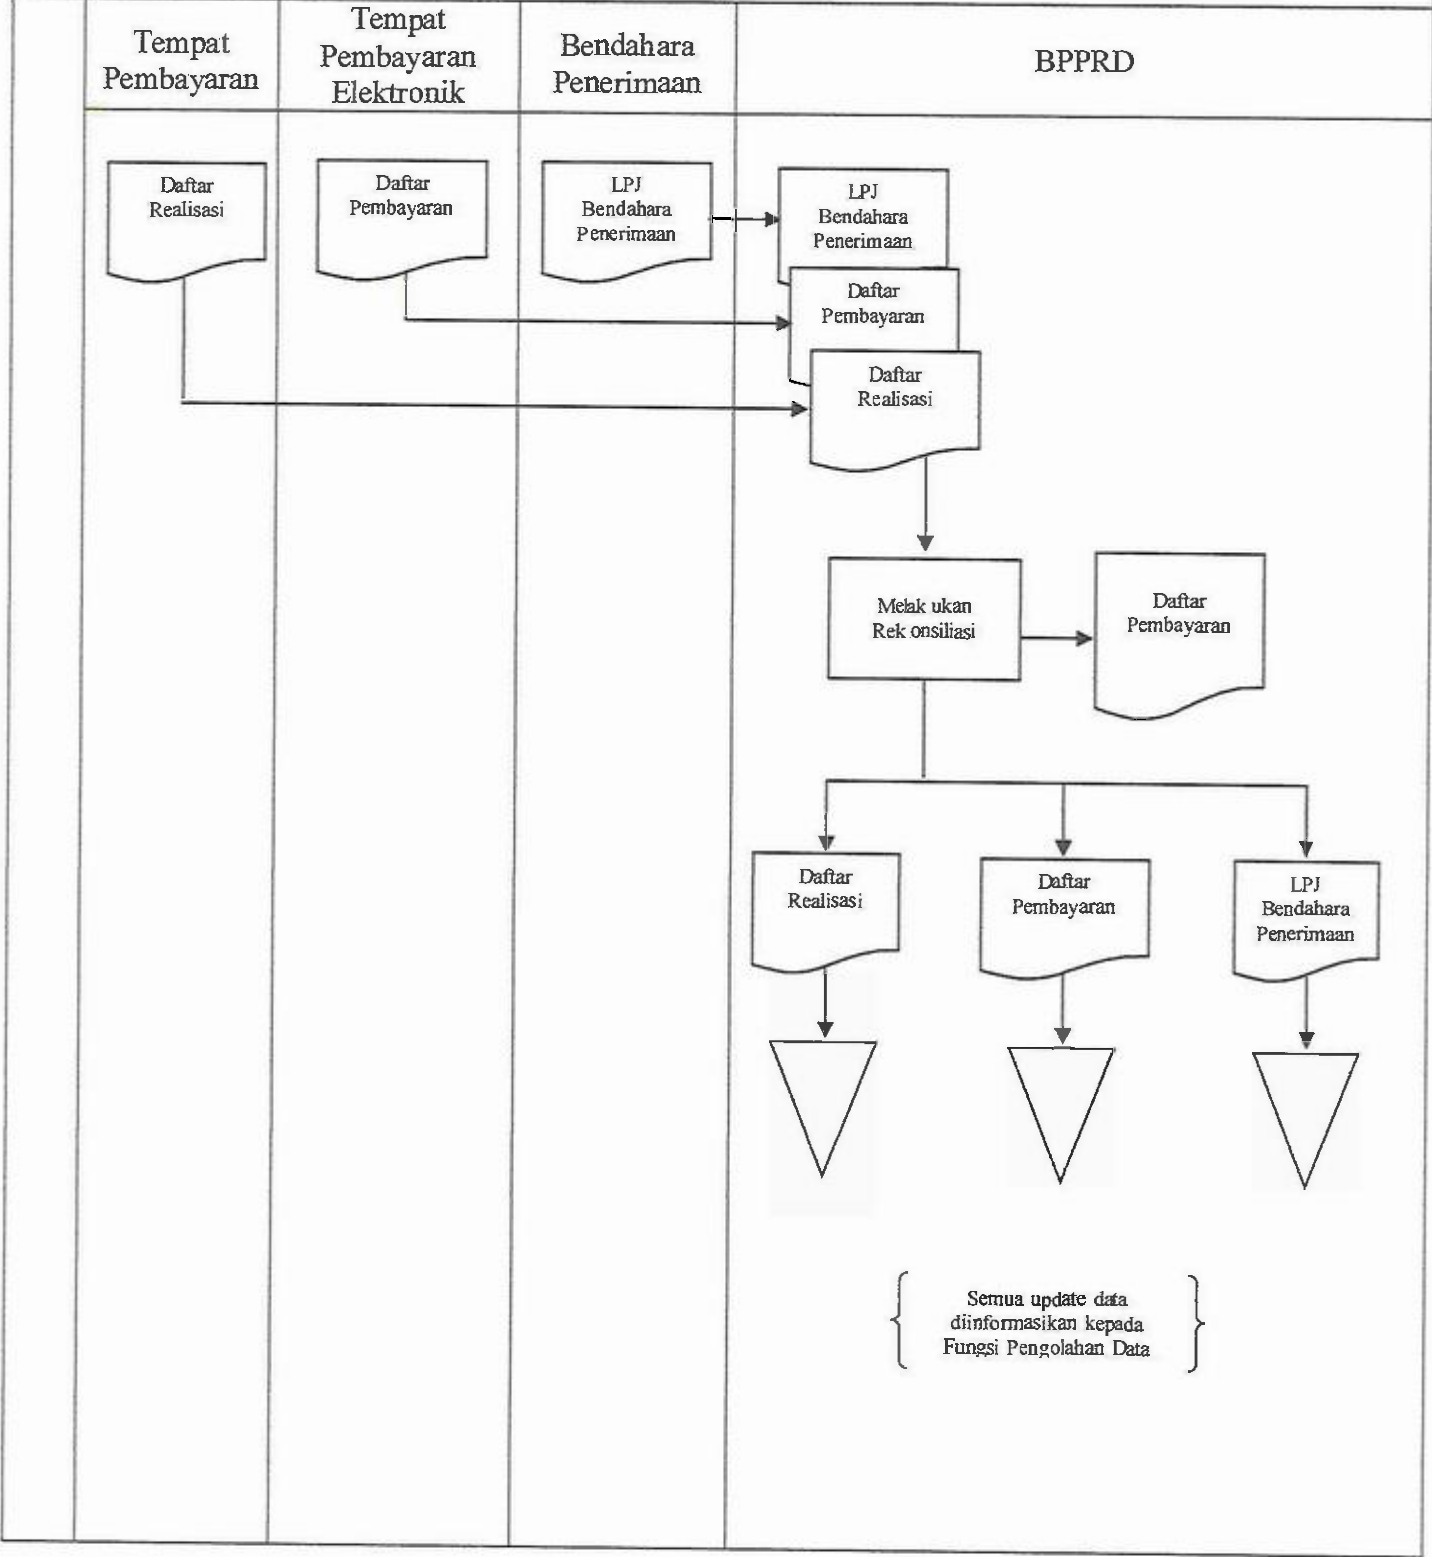 Tempat
Pembayaran
Tempat
Pembayaran
Elektronik
Bendahara
Penerimaan
BPPRD
Daftar
Realisasi
Daftar
Pembayaran
LPJ
Bendahara
Penerimaan
LPJ
Bendahara
Penerimaan
Daftar
Pembayaran
Daftar
Realisasi
Melak ukan
Rek onsiliasi
Daftar
Pembayaran
Daftar
Realisasi
Daftar
Pembayaran
LPJ
Bendahara
Penerimaan
Semua update data
diinformasikan kepada
Fungsi Pengolahan Data